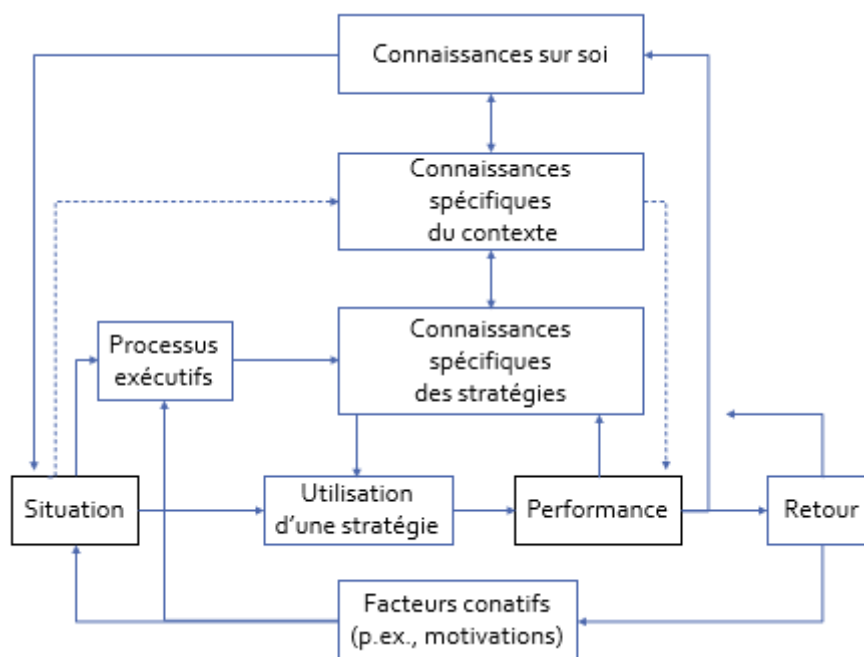 Connaissances sur soi
Connaissances
spécifiques
du contexte
Connaissances
spécifiques
des stratégies
Processus
exécutifs
Situation
Utilisation
d’une stratégie
Performance
Retour
Facteurs conatifs
(p.ex., motivations)